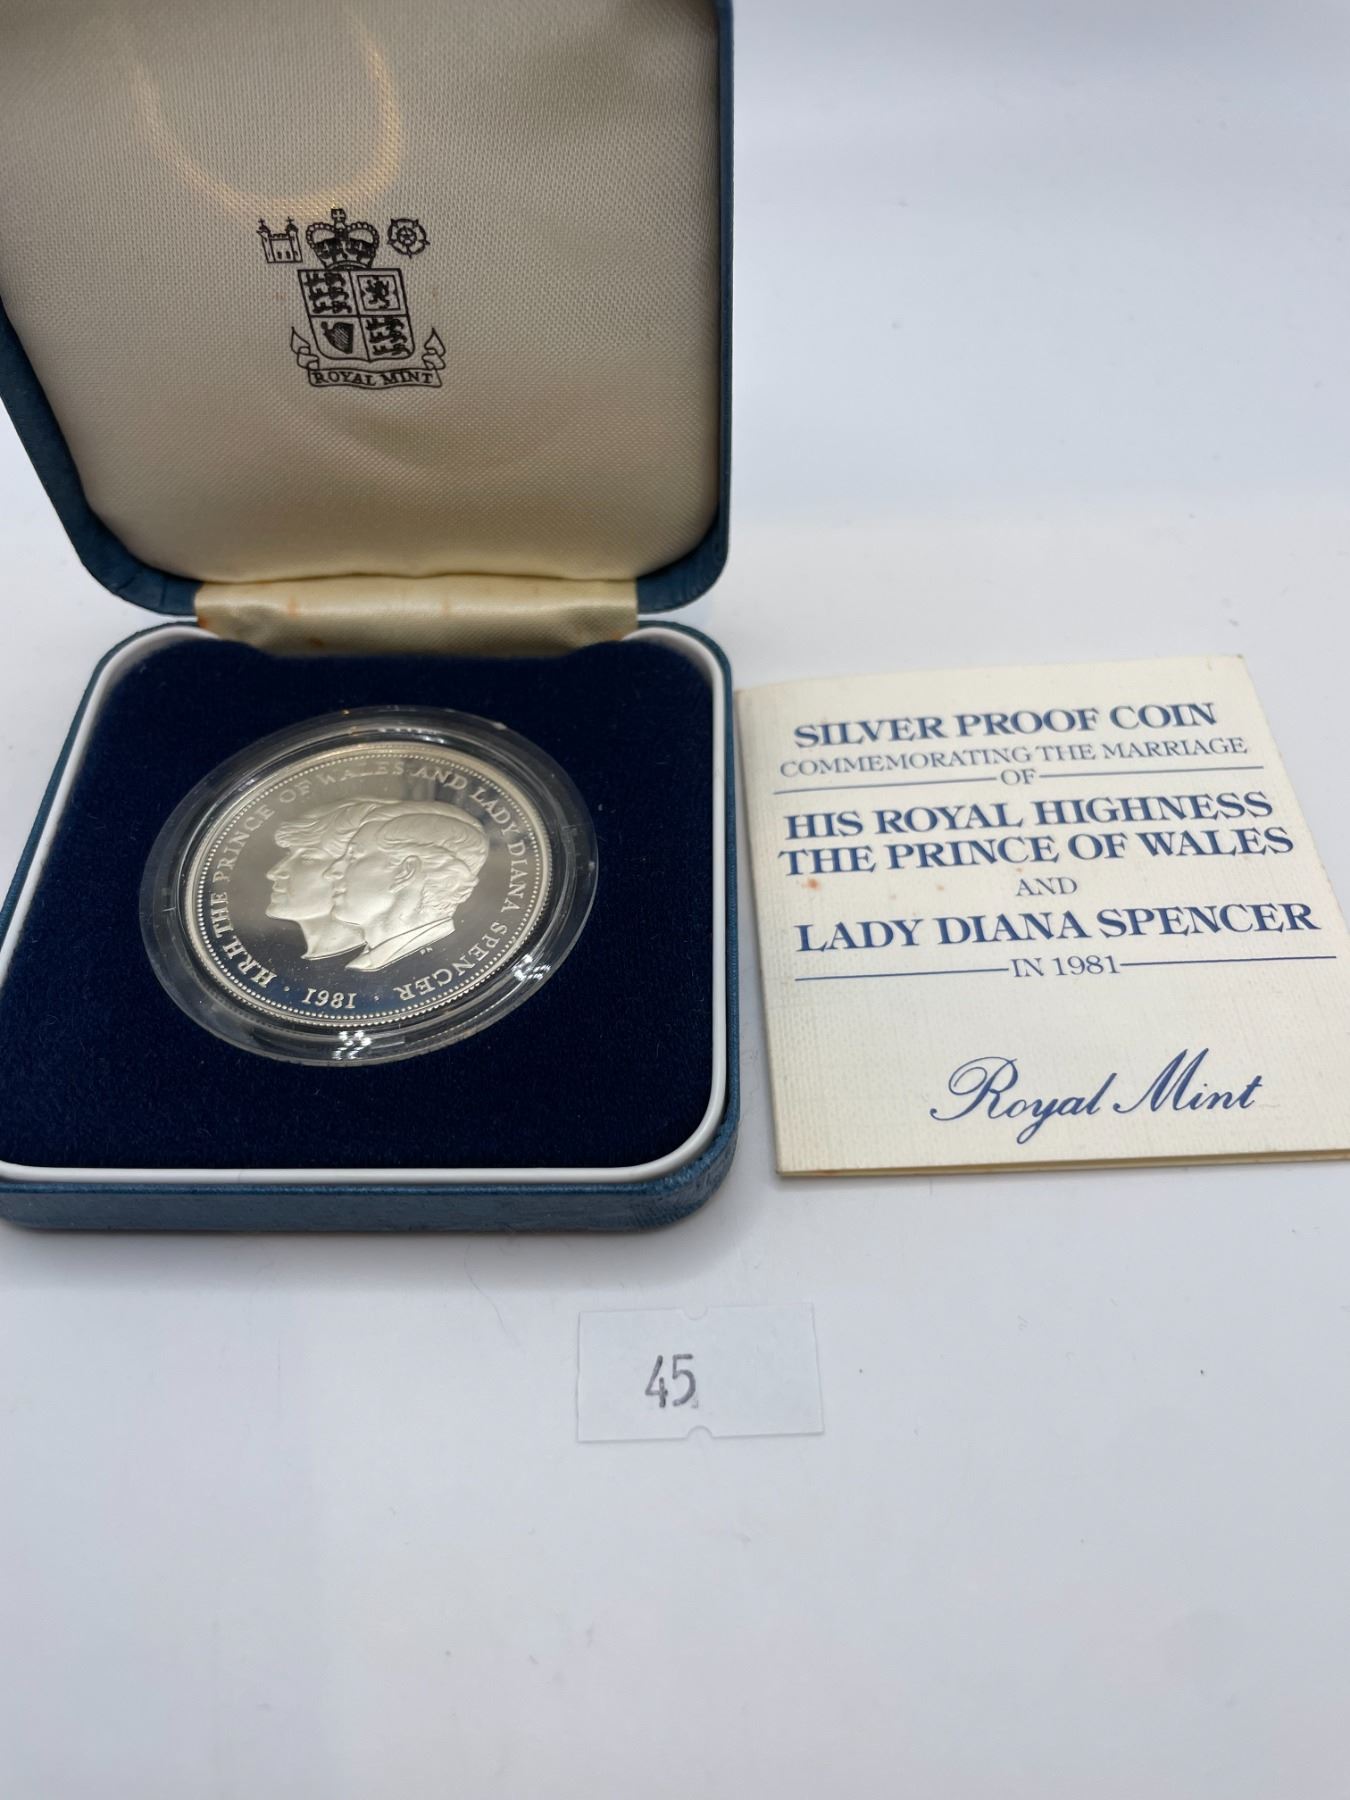 ROYAL MINT
H.R.H. THE PRINCE OF WALES AND LADY DIANA SPENCER
· 1981 ·
PN
SILVER PROOF COIN
COMMEMORATING THE MARRIAGE
OF
HIS ROYAL HIGHNESS
THE PRINCE OF WALES
AND
LADY DIANA SPENCER
IN 1981
Royal Mint
45